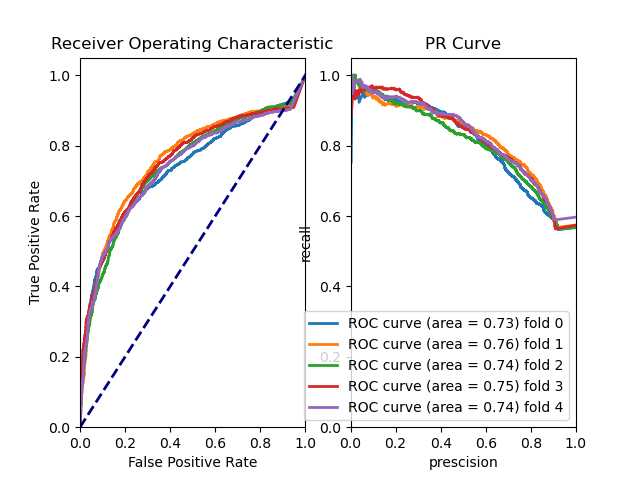 Receiver Operating Characteristic
PR Curve
True Positive Rate
1.0
0.8
0.6
0.4
0.2
0.0
0.0 0.2 0.4 0.6 0.8 1.0
False Positive Rate
recall
1.0
0.8
0.6
0.4
0.2
0.0
0.0 0.2 0.4 0.6 0.8 1.0
prescision
ROC curve (area = 0.73) fold 0
ROC curve (area = 0.76) fold 1
ROC curve (area = 0.74) fold 2
ROC curve (area = 0.75) fold 3
ROC curve (area = 0.74) fold 4